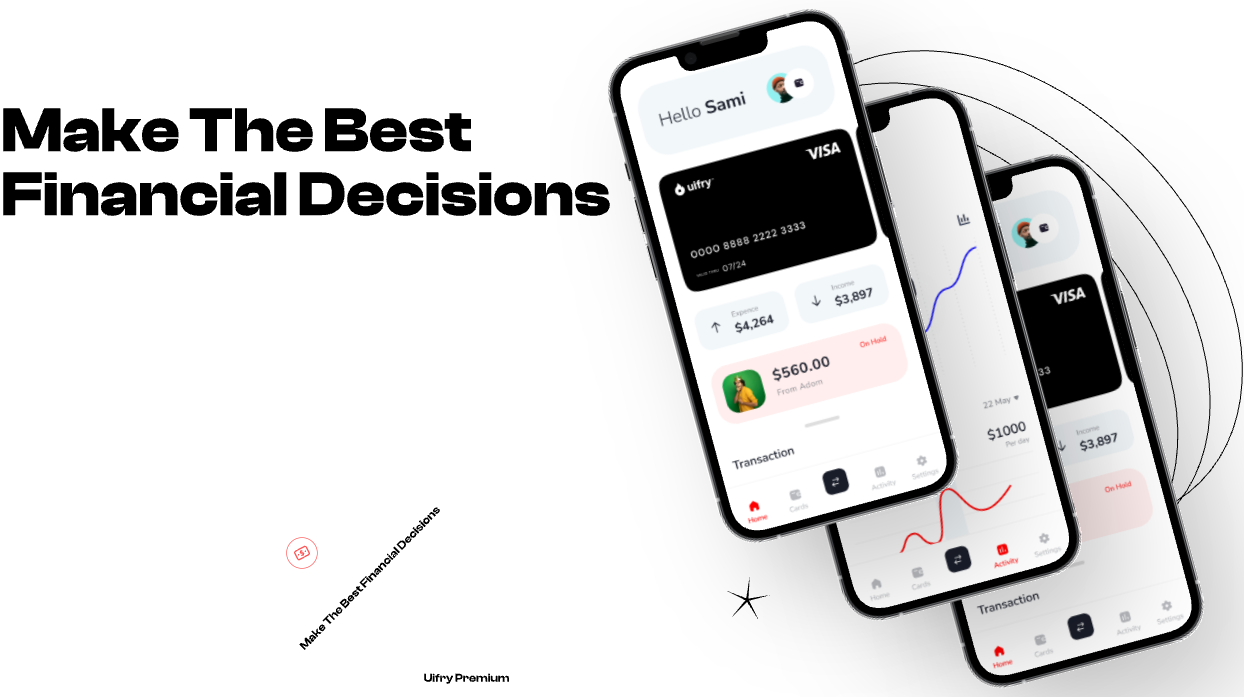 Make The Best
Financial Decisions
Hello Sami
VISA
uifry
0000 8888 2222 3333
VALID THRU 07/24
Expence
$4,264
Income
$3,897
$560.00
From Adom
On Hold
Transaction
Home
Cards
Activity
Settings
22 May
$1000
Per day
Home
Cards
Activity
Settings
VISA
33
Income
$3,897
On Hold
Transaction
Home
Cards
Activity
Settings
Make The Best Financial Decisions
Uifry Premium